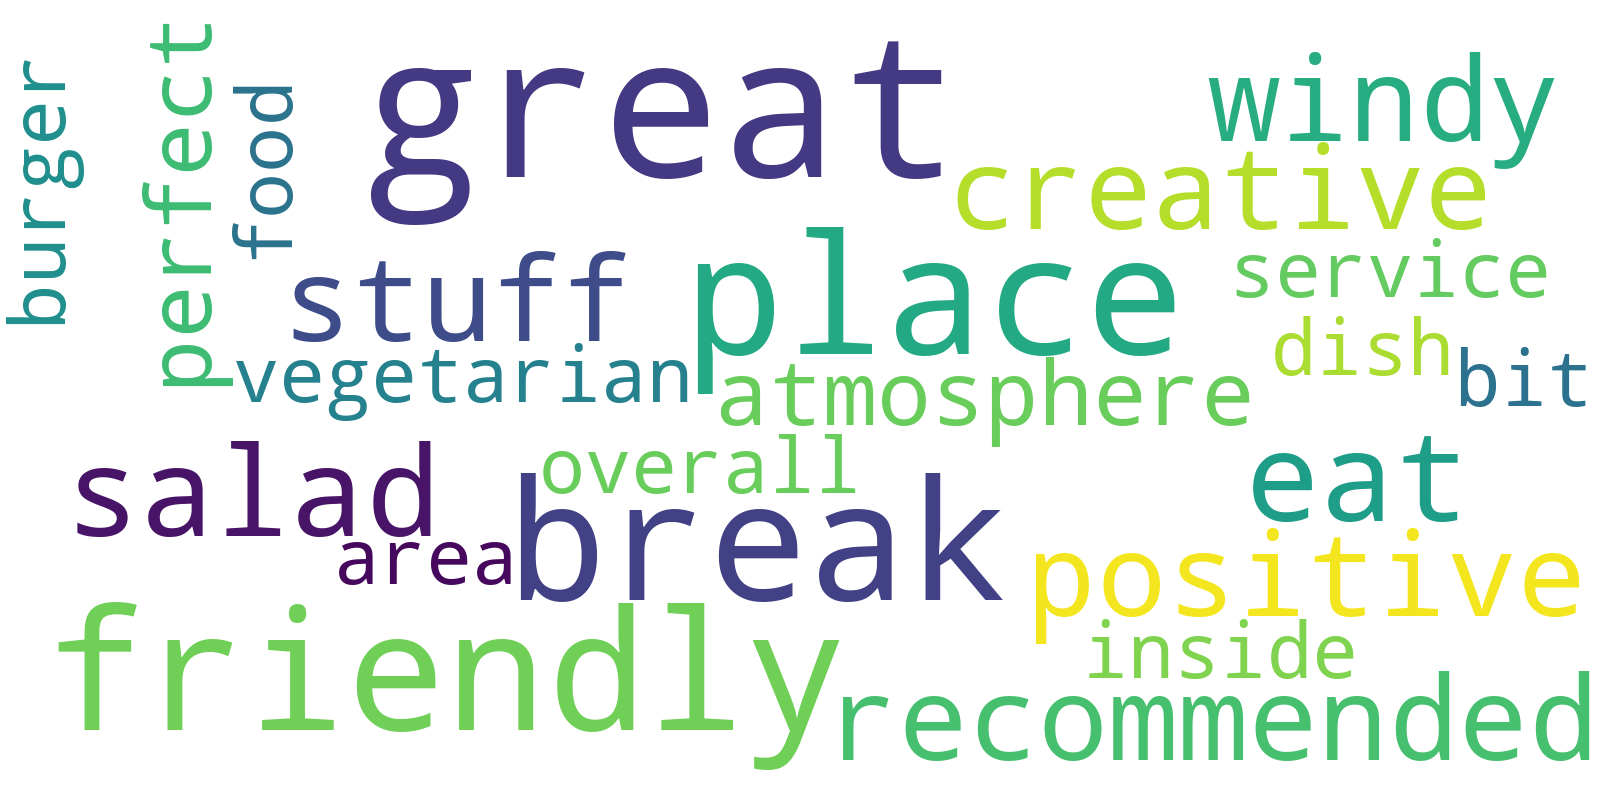 burger
perfect
food
great
windy
creative
stuff
place
service
vegetarian
atmosphere
dish
bit
salad
overall
eat
area
break
positive
friendly
inside
recommended